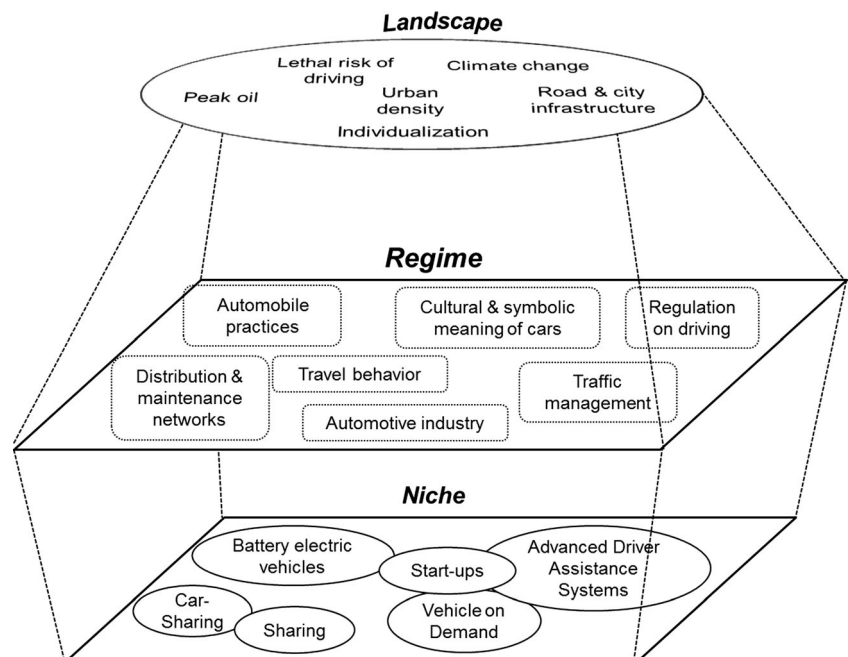 Landscape
Lethal risk of
driving
Climate change
Peak oil
Urban
density
Road & city
infrastructure
Individualization
Regime
Automobile
practices
Cultural & symbolic
meaning of cars
Regulation
on driving
Distribution &
maintenance
networks
Travel behavior
Traffic
management
Automotive industry
Niche
Battery electric
vehicles
Start-ups
Advanced Driver
Assistance
Systems
Car-
Sharing
Sharing
Vehicle on
Demand